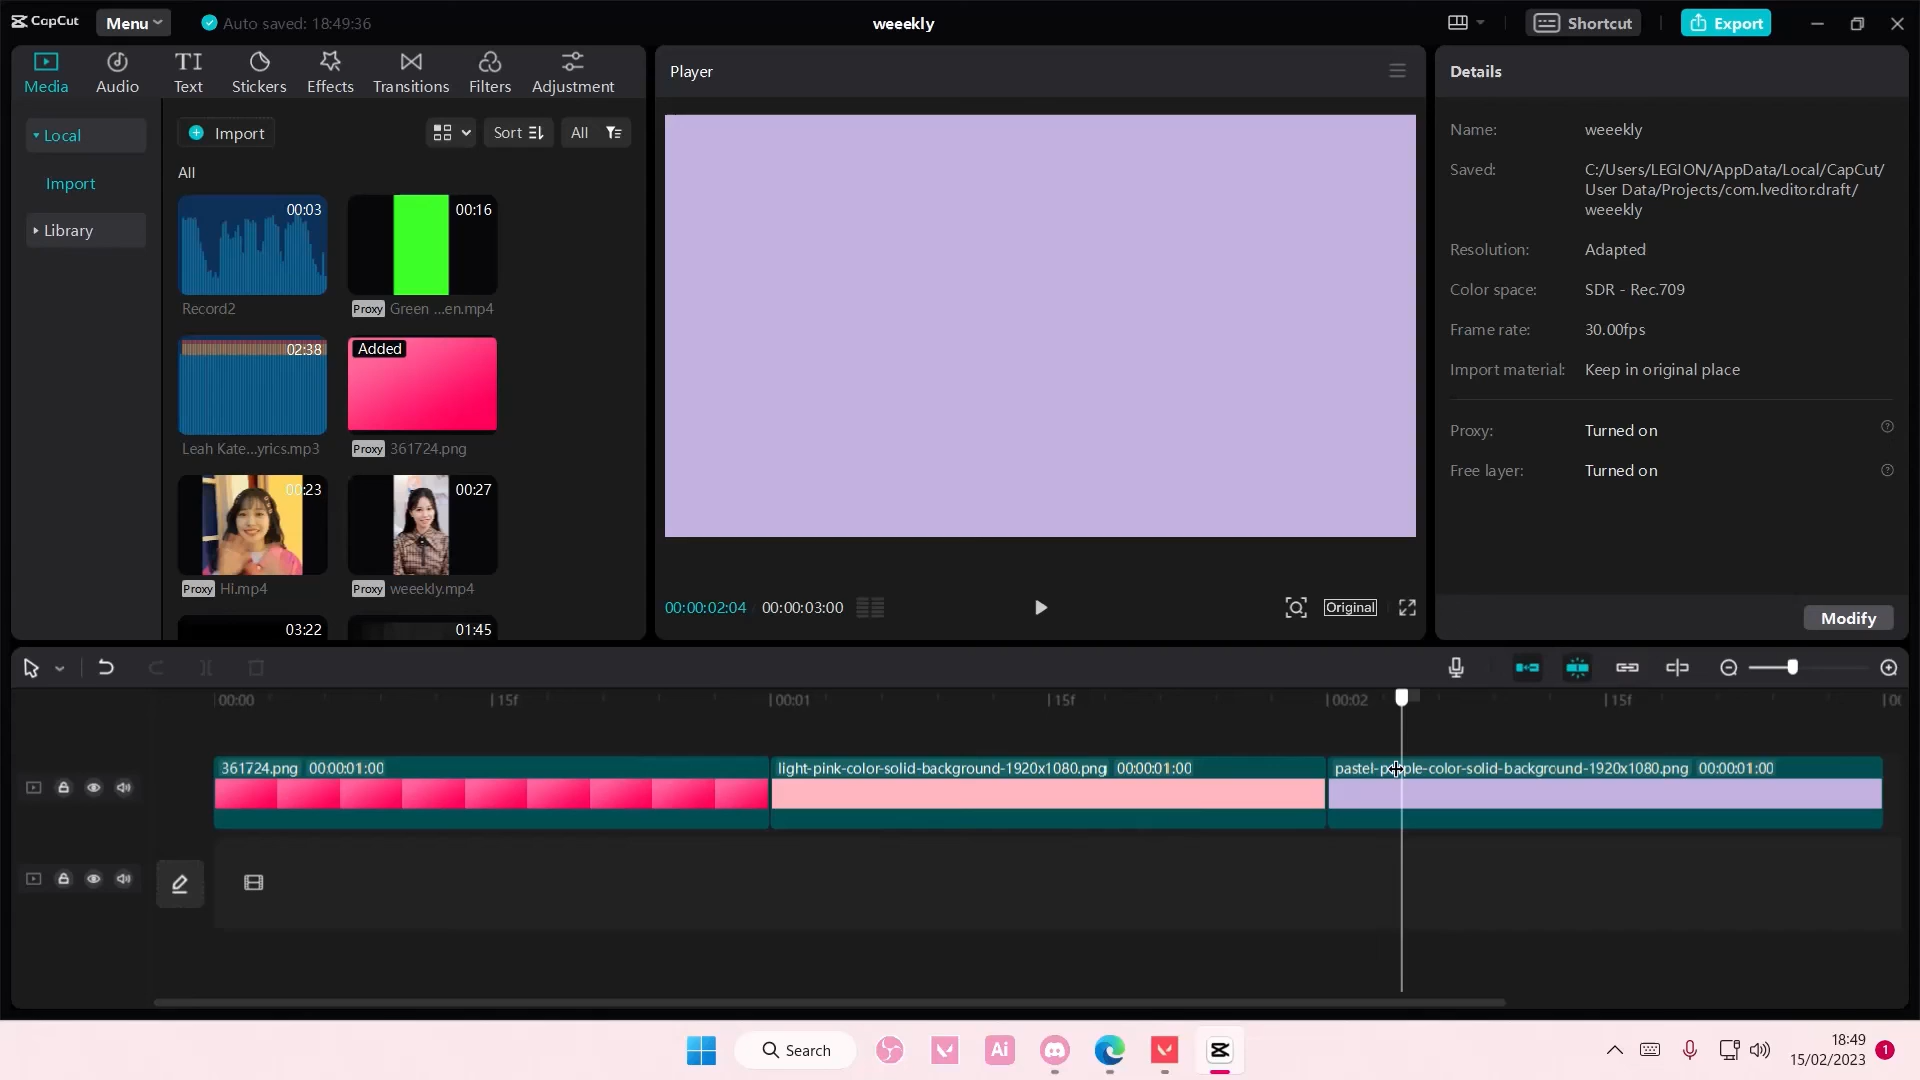 CapCut
Menu
Auto saved: 18:49:36
weeekly
Shortcut
Export
Media
Audio
TI
Text
Stickers
Effects
Transitions
Filters
Adjustment
Player
Details
Local
Import
Library
Import
Sort
All
All
00:03
Record2
00:16
Proxy Green ...en.mp4
02:38
Leah Kate...yrics.mp3
Added
Proxy 361724.png
00:23
Proxy Hi.mp4
00:27
Proxy weeekly.mp4
03:22
01:45
00:00:02:04
00:00:03:00
Original
Name: weeekly
Saved: C:/Users/LEGION/AppData/Local/CapCut/
User Data/Projects/com.lveditor.draft/
weeekly
Resolution: Adapted
Color space: SDR - Rec.709
Frame rate: 30.00fps
Import material: Keep in original place
Proxy: Turned on
Free layer: Turned on
Modify
00:00
15f
00:01
15f
00:02
15f
361724.png 00:00:01:00
light-pink-color-solid-background-1920x1080.png 00:00:01:00
pastel-purple-color-solid-background-1920x1080.png 00:00:01:00
Search
Ai
18:49
15/02/2023
1